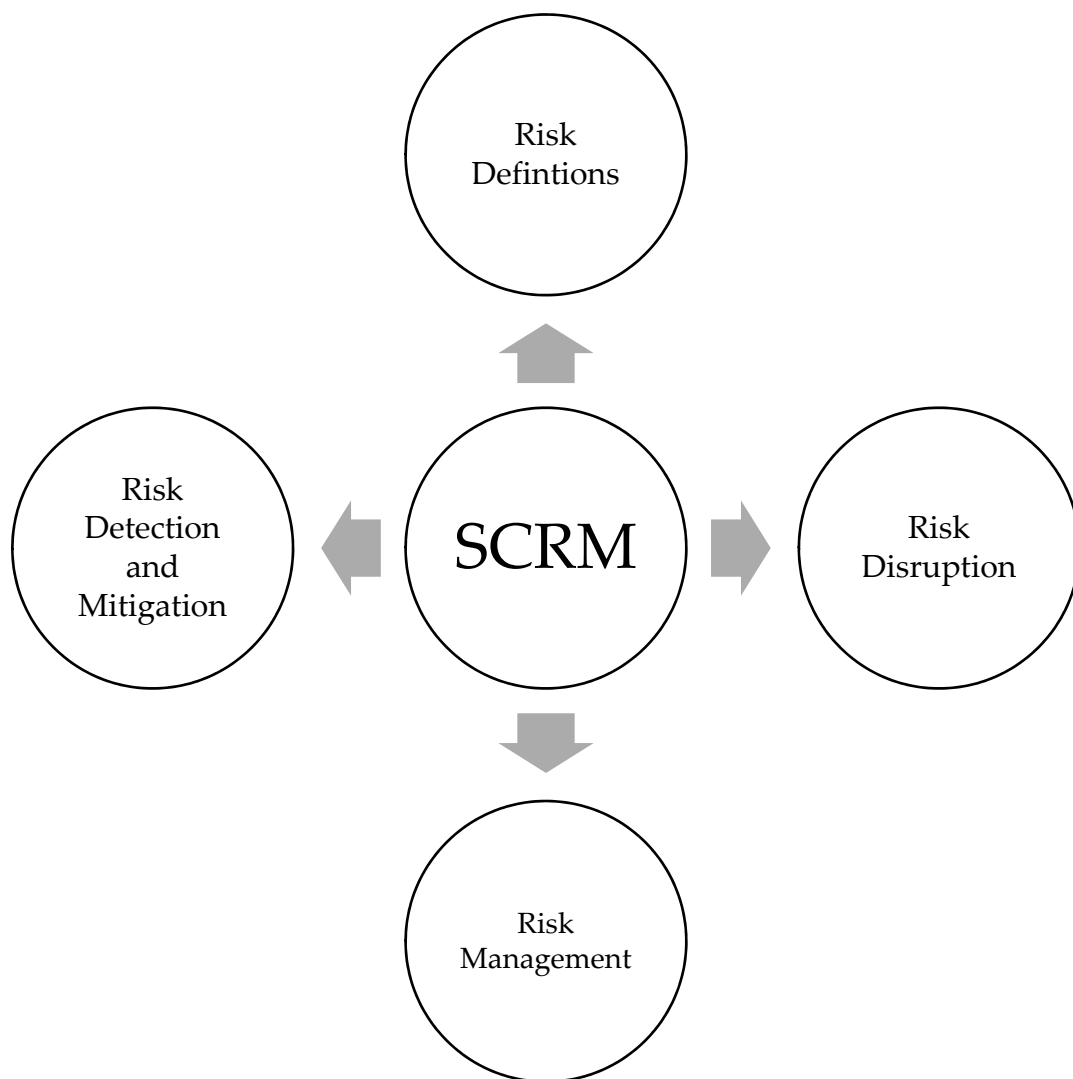 Risk
Defintions
Risk
Detection
and
Mitigation
SCRM
Risk
Disruption
Risk
Management